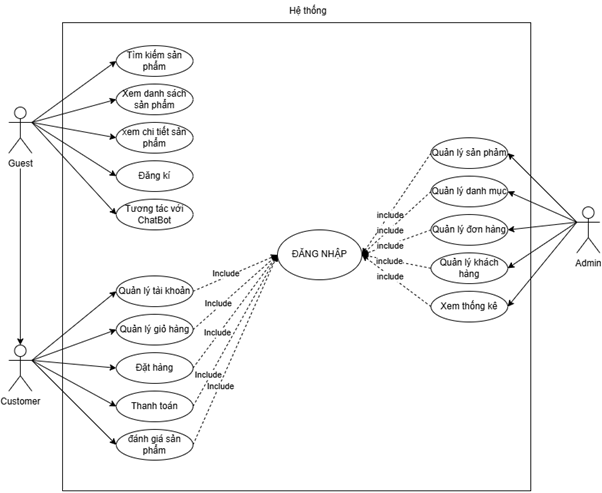 Hệ thống
Tìm kiếm sản
phẩm
Xem danh sách
sản phẩm
xem chi tiết sản
phẩm
Đăng kí
Tương tác với
ChatBot
Guest
Quản lý tài khoản
Quản lý giỏ hàng
Đặt hàng
Thanh toán
đánh giá sản
phẩm
Customer
Include
Include
Include
Include
Include
ĐĂNG NHẬP
include
include
include
include
include
Quản lý sản phảm
Quản lý danh mục
Quản lý đơn hàng
Quản lý khách
hàng
Xem thống kê
Admin